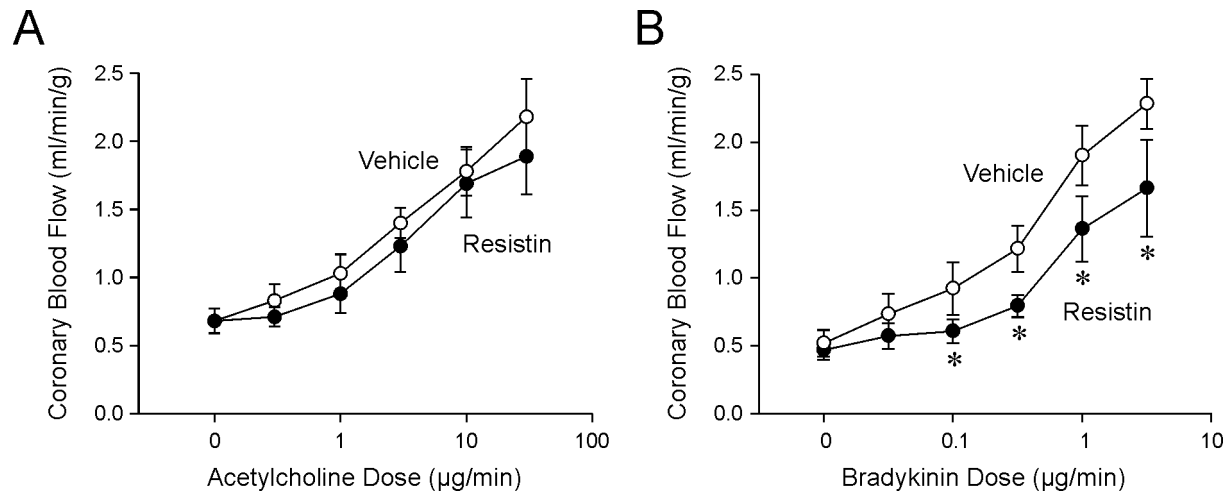 A
Coronary Blood Flow (ml/min/g)
2.5
2.0
1.5
1.0
0.5
0.0
Vehicle
Resistin
0 1 10 100
Acetylcholine Dose (µg/min)
B
Coronary Blood Flow (ml/min/g)
2.5
2.0
1.5
1.0
0.5
0.0
Vehicle
Resistin
* * * *
0 0.1 1 10
Bradykinin Dose (µg/min)